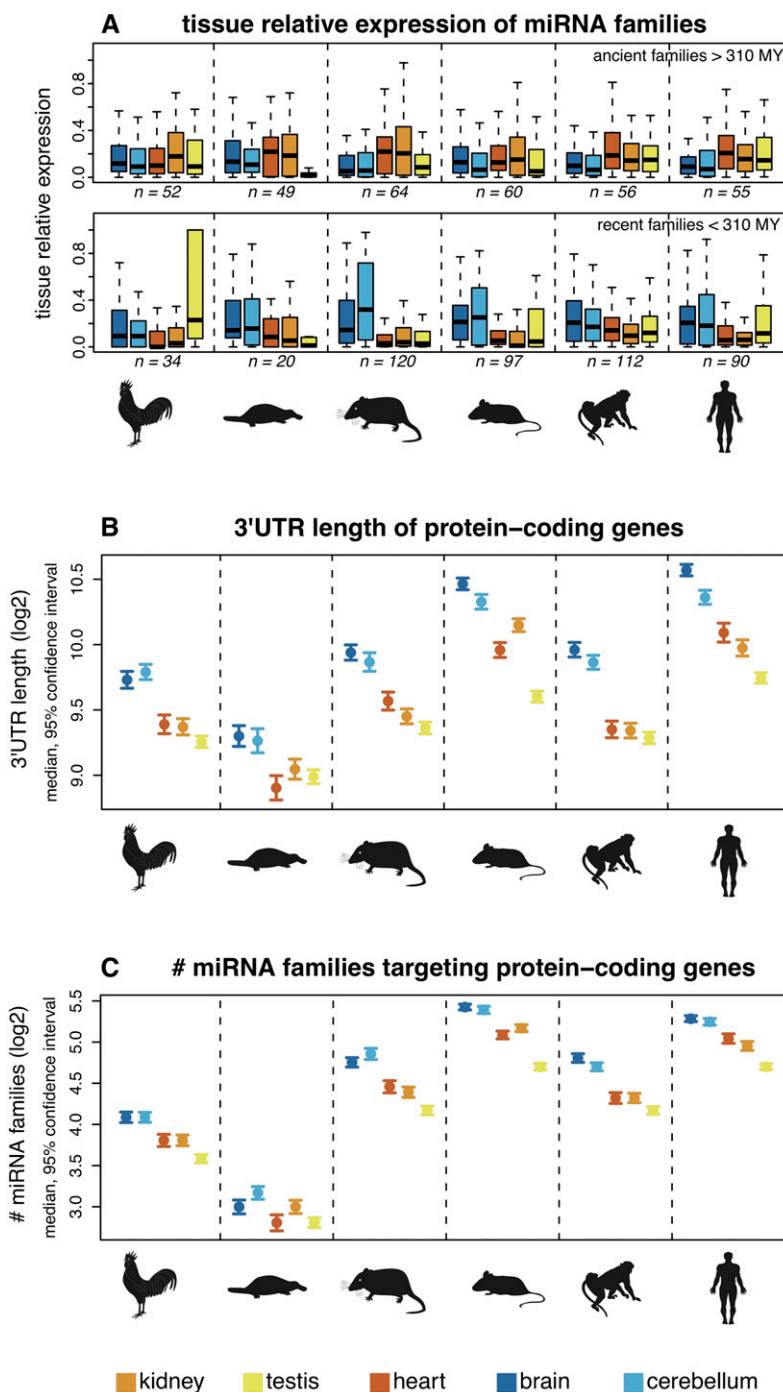 A tissue relative expression of miRNA families
ancient families > 310 MY
0.8
0.4
0.0
n = 52 n = 49 n = 64 n = 60 n = 56 n = 55
tissue relative expression
recent families < 310 MY
0.8
0.4
0.0
n = 34 n = 20 n = 120 n = 97 n = 112 n = 90
B 3'UTR length of protein−coding genes
3'UTR length (log2)
median, 95% confidence interval
10.5
10.0
9.5
9.0
C # miRNA families targeting protein−coding genes
# miRNA families (log2)
median, 95% confidence interval
5.5
5.0
4.5
4.0
3.5
3.0
kidney testis heart brain cerebellum